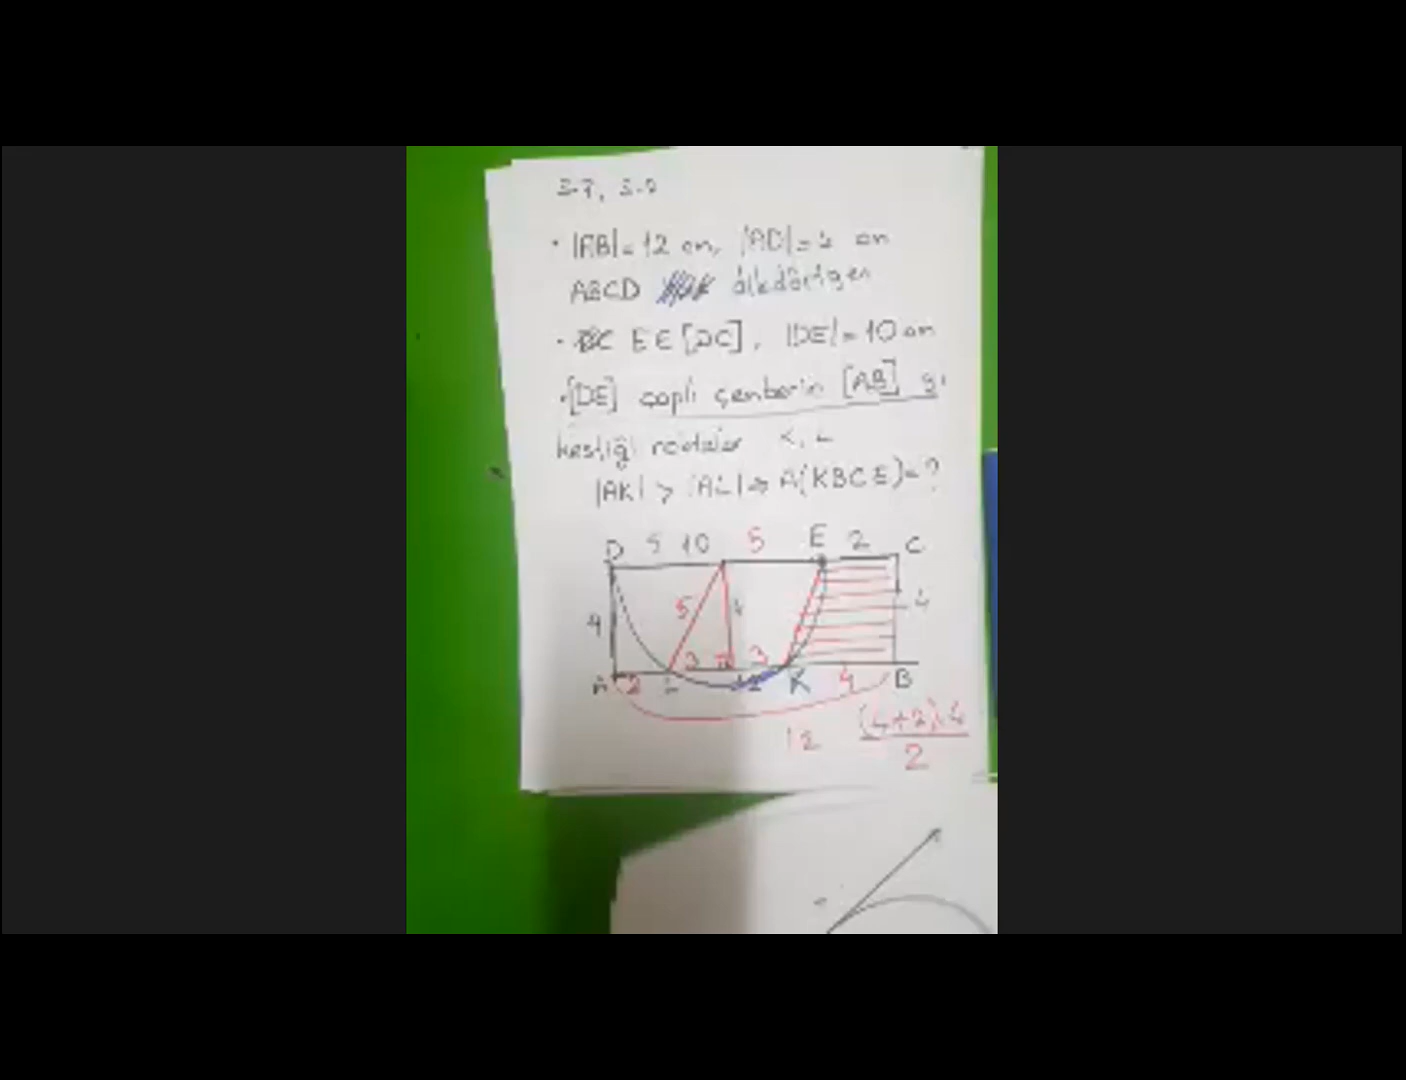 |AB|=12 cm, |AD|=4 cm
ABCD dikdörtgen
E∈[DC], |DE|=10 cm
[DE] çaplı çemberin [AB] yi
kestiği noktalar K, L
|AK| > |AL| ⇒ A(KBCE)=?
D 5 10 5 E 2 C
4 5 4 4
3 3
A 2 L 12 K 4 B
12 (4+2).4
2